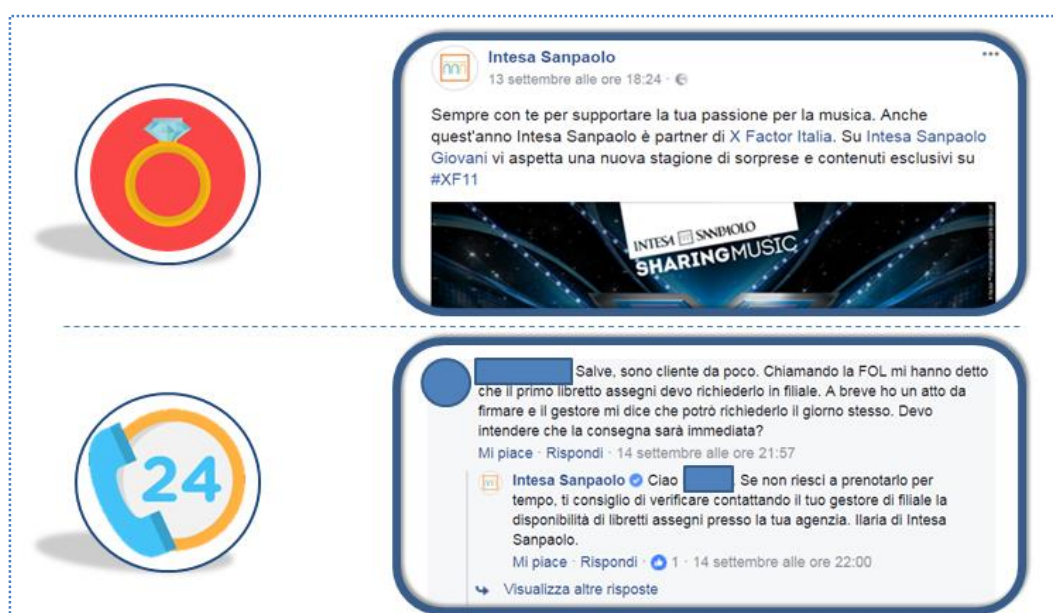 Intesa Sanpaolo
13 settembre alle ore 18:24 ·
Sempre con te per supportare la tua passione per la musica. Anche
quest'anno Intesa Sanpaolo è partner di X Factor Italia. Su Intesa Sanpaolo
Giovani vi aspetta una nuova stagione di sorprese e contenuti esclusivi su
#XF11
INTESA SANPAOLO
SHARINGMUSIC
24
Salve, sono cliente da poco. Chiamando la FOL mi hanno detto
che il primo libretto assegni devo richiederlo in filiale. A breve ho un atto da
firmare e il gestore mi dice che potrò richiederlo il giorno stesso. Devo
intendere che la consegna sarà immediata?
Mi piace · Rispondi · 14 settembre alle ore 21:57
Intesa Sanpaolo Ciao . Se non riesci a prenotarlo per
tempo, ti consiglio di verificare contattando il tuo gestore di filiale la
disponibilità di libretti assegni presso la tua agenzia. Ilaria di Intesa
Sanpaolo.
Mi piace · Rispondi · 1 · 14 settembre alle ore 22:00
Visualizza altre risposte